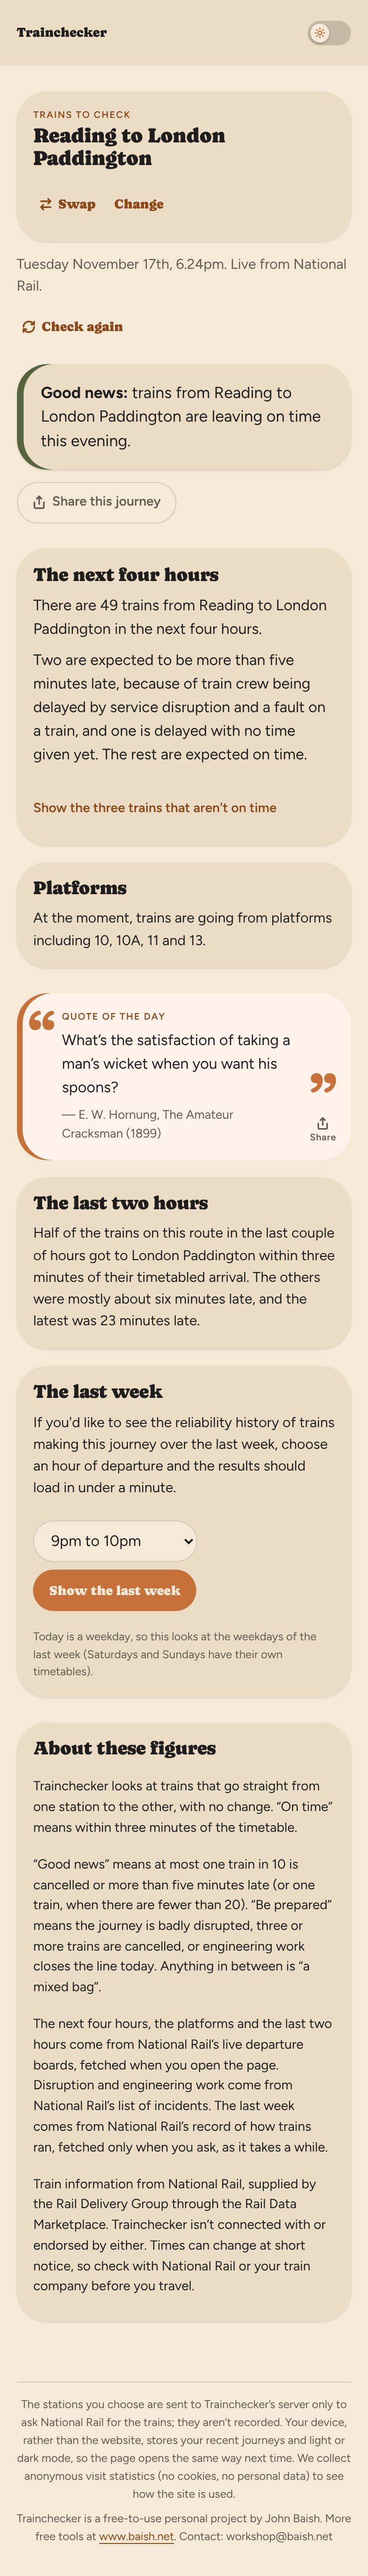 Trainchecker
TRAINS TO CHECK
Reading to London
Paddington
Swap Change
Tuesday November 17th, 6.24pm. Live from National
Rail.
Check again
Good news: trains from Reading to
London Paddington are leaving on time
this evening.
Share this journey
The next four hours
There are 49 trains from Reading to London
Paddington in the next four hours.
Two are expected to be more than five
minutes late, because of train crew being
delayed by service disruption and a fault on
a train, and one is delayed with no time
given yet. The rest are expected on time.
Show the three trains that aren't on time
Platforms
At the moment, trains are going from platforms
including 10, 10A, 11 and 13.
“
QUOTE OF THE DAY
What’s the satisfaction of taking a
man’s wicket when you want his
spoons?
”
— E. W. Hornung, The Amateur
Cracksman (1899)
Share
The last two hours
Half of the trains on this route in the last couple
of hours got to London Paddington within three
minutes of their timetabled arrival. The others
were mostly about six minutes late, and the
latest was 23 minutes late.
The last week
If you'd like to see the reliability history of trains
making this journey over the last week, choose
an hour of departure and the results should
load in under a minute.
9pm to 10pm
Show the last week
Today is a weekday, so this looks at the weekdays of the
last week (Saturdays and Sundays have their own
timetables).
About these figures
Trainchecker looks at trains that go straight from
one station to the other, with no change. “On time”
means within three minutes of the timetable.
“Good news” means at most one train in 10 is
cancelled or more than five minutes late (or one
train, when there are fewer than 20). “Be prepared”
means the journey is badly disrupted, three or
more trains are cancelled, or engineering work
closes the line today. Anything in between is “a
mixed bag”.
The next four hours, the platforms and the last two
hours come from National Rail’s live departure
boards, fetched when you open the page.
Disruption and engineering work come from
National Rail’s list of incidents. The last week
comes from National Rail’s record of how trains
ran, fetched only when you ask, as it takes a while.
Train information from National Rail, supplied by
the Rail Delivery Group through the Rail Data
Marketplace. Trainchecker isn’t connected with or
endorsed by either. Times can change at short
notice, so check with National Rail or your train
company before you travel.
The stations you choose are sent to Trainchecker’s server only to
ask National Rail for the trains; they aren’t recorded. Your device,
rather than the website, stores your recent journeys and light or
dark mode, so the page opens the same way next time. We collect
anonymous visit statistics (no cookies, no personal data) to see
how the site is used.
Trainchecker is a free-to-use personal project by John Baish. More
free tools at www.baish.net. Contact: workshop@baish.net